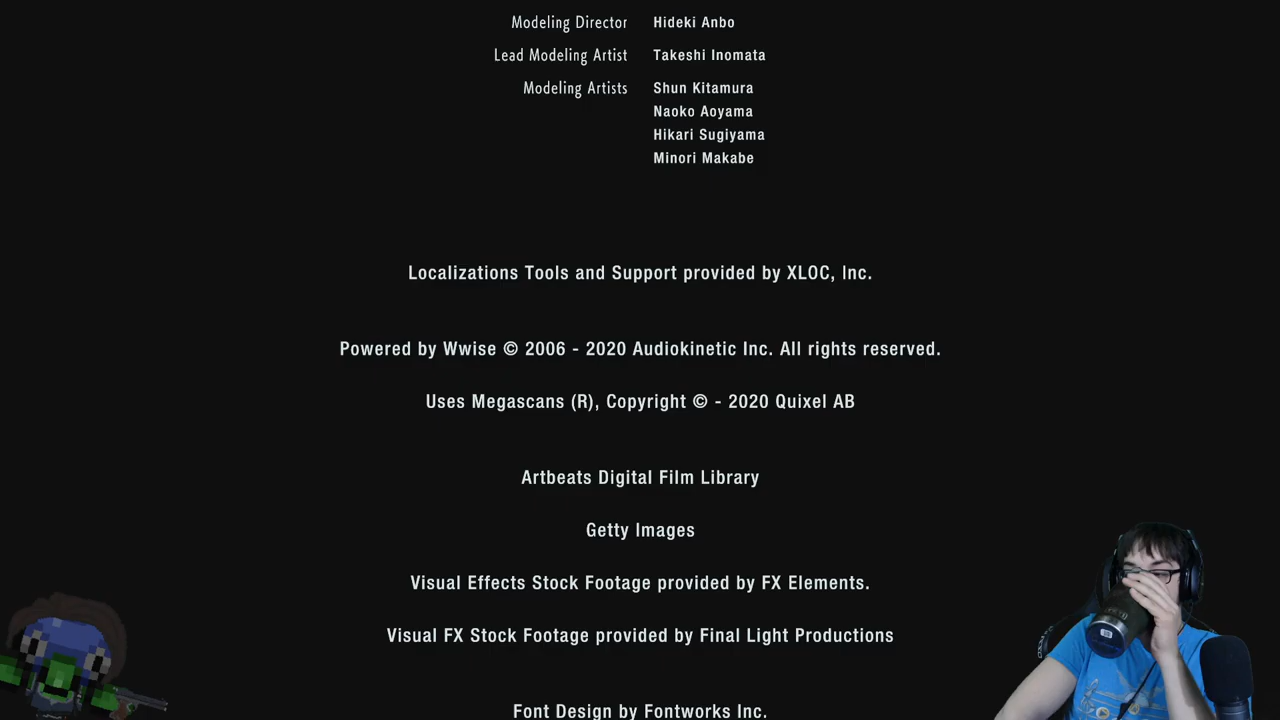 Modeling Director Hideki Anbo
Lead Modeling Artist Takeshi Inomata
Modeling Artists Shun Kitamura
Naoko Aoyama
Hikari Sugiyama
Minori Makabe
Localizations Tools and Support provided by XLOC, Inc.
Powered by Wwise © 2006 - 2020 Audiokinetic Inc. All rights reserved.
Uses Megascans (R), Copyright © - 2020 Quixel AB
Artbeats Digital Film Library
Getty Images
Visual Effects Stock Footage provided by FX Elements.
Visual FX Stock Footage provided by Final Light Productions
Font Design by Fontworks Inc.